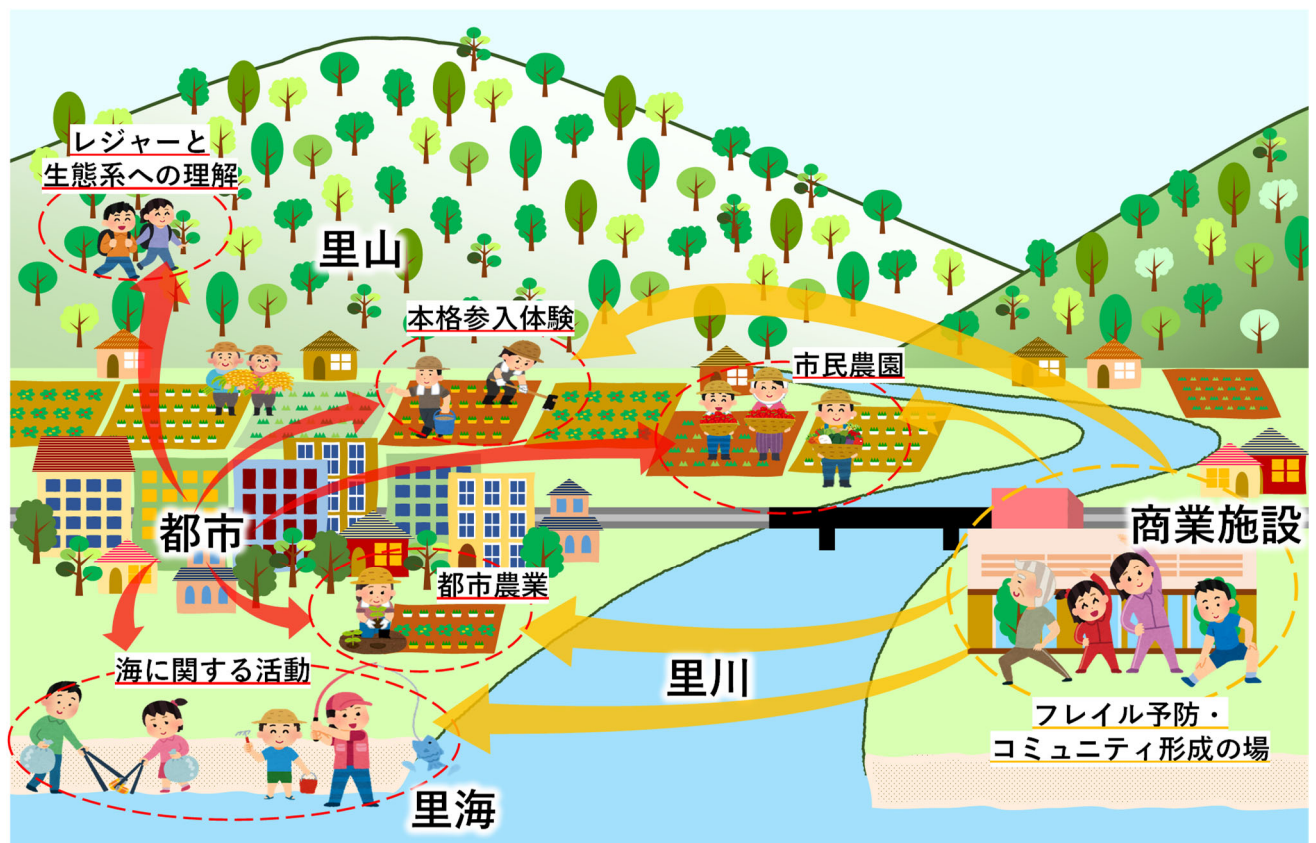 レジャーと
生態系への理解
里山
本格参入体験
市民農園
都市
商業施設
都市農業
海に関する活動
里川
フレイル予防・
コミュニティ形成の場
里海